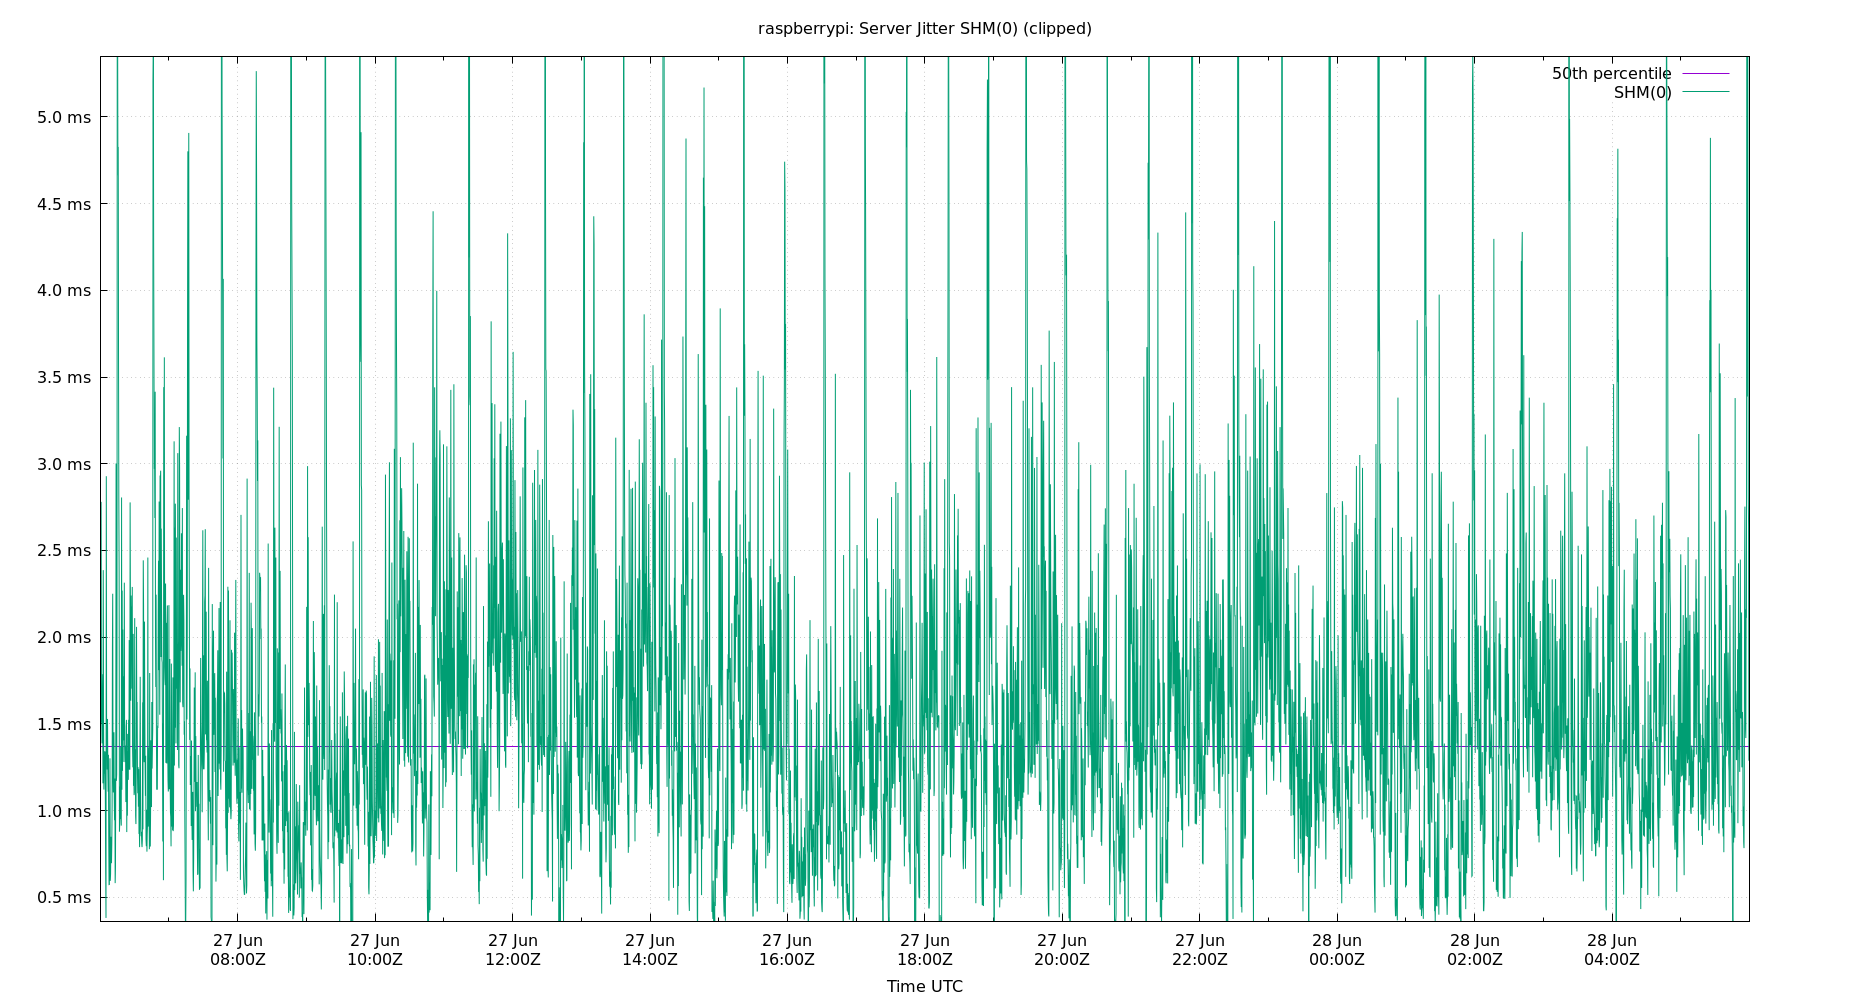 raspberrypi: Server Jitter SHM(0) (clipped)
50th percentile
SHM(0)
5.0 ms
4.5 ms
4.0 ms
3.5 ms
3.0 ms
2.5 ms
2.0 ms
1.5 ms
1.0 ms
0.5 ms
27 Jun 27 Jun 27 Jun 27 Jun 27 Jun 27 Jun 27 Jun 27 Jun 28 Jun 28 Jun 28 Jun
08:00Z 10:00Z 12:00Z 14:00Z 16:00Z 18:00Z 20:00Z 22:00Z 00:00Z 02:00Z 04:00Z
Time UTC